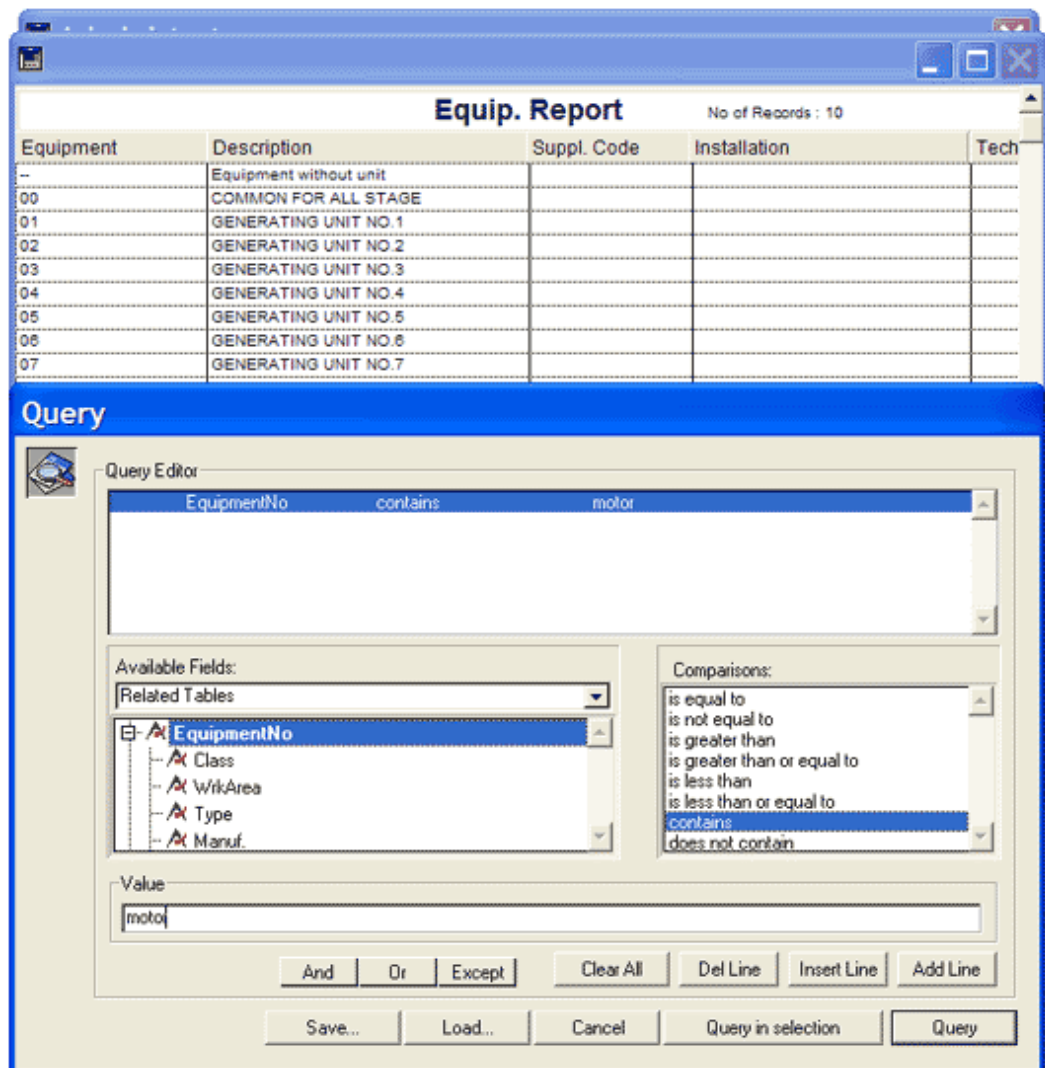 Equip. Report No of Records : 10
Equipment Description Suppl. Code Installation Tech
-- Equipment without unit
00 COMMON FOR ALL STAGE
01 GENERATING UNIT NO.1
02 GENERATING UNIT NO.2
03 GENERATING UNIT NO.3
04 GENERATING UNIT NO.4
05 GENERATING UNIT NO.5
06 GENERATING UNIT NO.6
07 GENERATING UNIT NO.7
Query
Query Editor
EquipmentNo contains motor
Available Fields:
Related Tables
EquipmentNo
Class
WrkArea
Type
Manuf.
Comparisons:
is equal to
is not equal to
is greater than
is greater than or equal to
is less than
is less than or equal to
contains
does not contain
Value
motor
And Or Except Clear All Del Line Insert Line Add Line
Save... Load... Cancel Query in selection Query